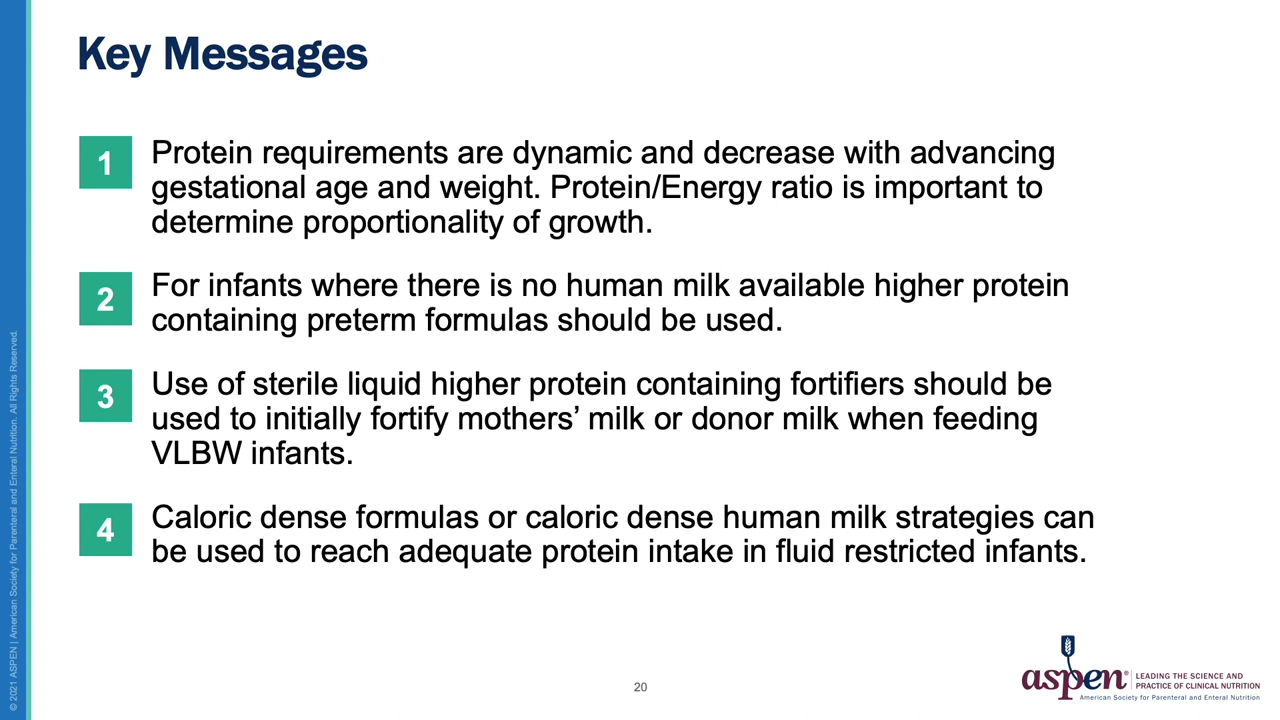 Key Messages
1
Protein requirements are dynamic and decrease with advancing
gestational age and weight. Protein/Energy ratio is important to
determine proportionality of growth.
2
For infants where there is no human milk available higher protein
containing preterm formulas should be used.
3
Use of sterile liquid higher protein containing fortifiers should be
used to initially fortify mothers’ milk or donor milk when feeding
VLBW infants.
4
Caloric dense formulas or caloric dense human milk strategies can
be used to reach adequate protein intake in fluid restricted infants.
© 2021 ASPEN | American Society for Parenteral and Enteral Nutrition. All Rights Reserved.
20
aspen®
LEADING THE SCIENCE AND
PRACTICE OF CLINICAL NUTRITION
American Society for Parenteral and Enteral Nutrition